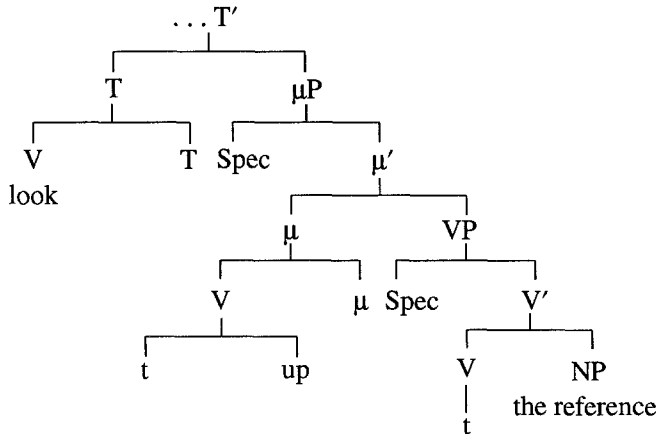 ... T′
T μP
V T Spec μ′
look
μ VP
V μ Spec V′
t up V NP
the reference
t